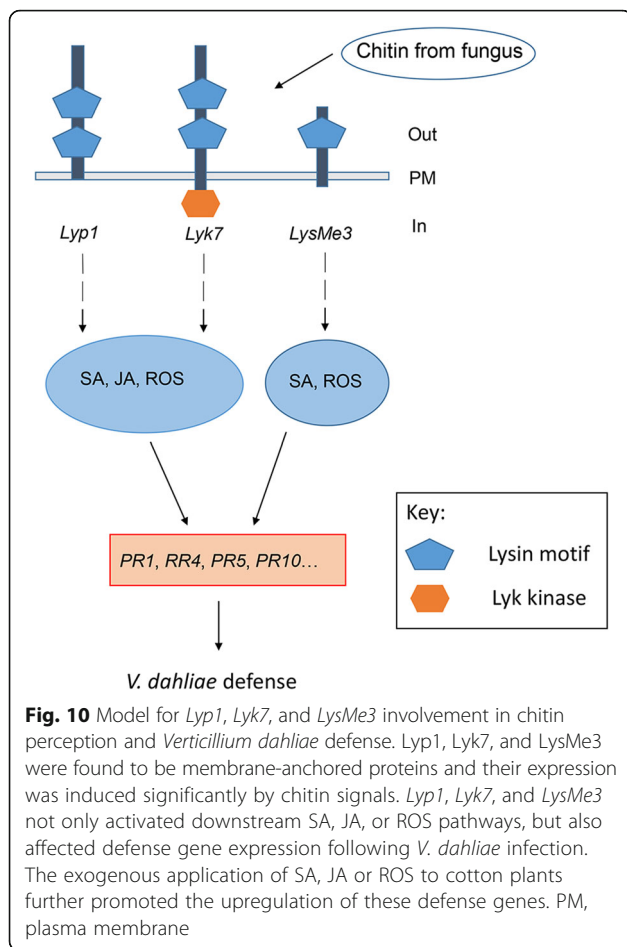 Chitin from fungus
Out
PM
In
Lyp1 Lyk7 LysMe3
SA, JA, ROS SA, ROS
Key:
Lysin motif
Lyk kinase
PR1, RR4, PR5, PR10...
V. dahliae defense
Fig. 10 Model for Lyp1, Lyk7, and LysMe3 involvement in chitin
perception and Verticillium dahliae defense. Lyp1, Lyk7, and LysMe3
were found to be membrane-anchored proteins and their expression
was induced significantly by chitin signals. Lyp1, Lyk7, and LysMe3
not only activated downstream SA, JA, or ROS pathways, but also
affected defense gene expression following V. dahliae infection.
The exogenous application of SA, JA or ROS to cotton plants
further promoted the upregulation of these defense genes. PM,
plasma membrane